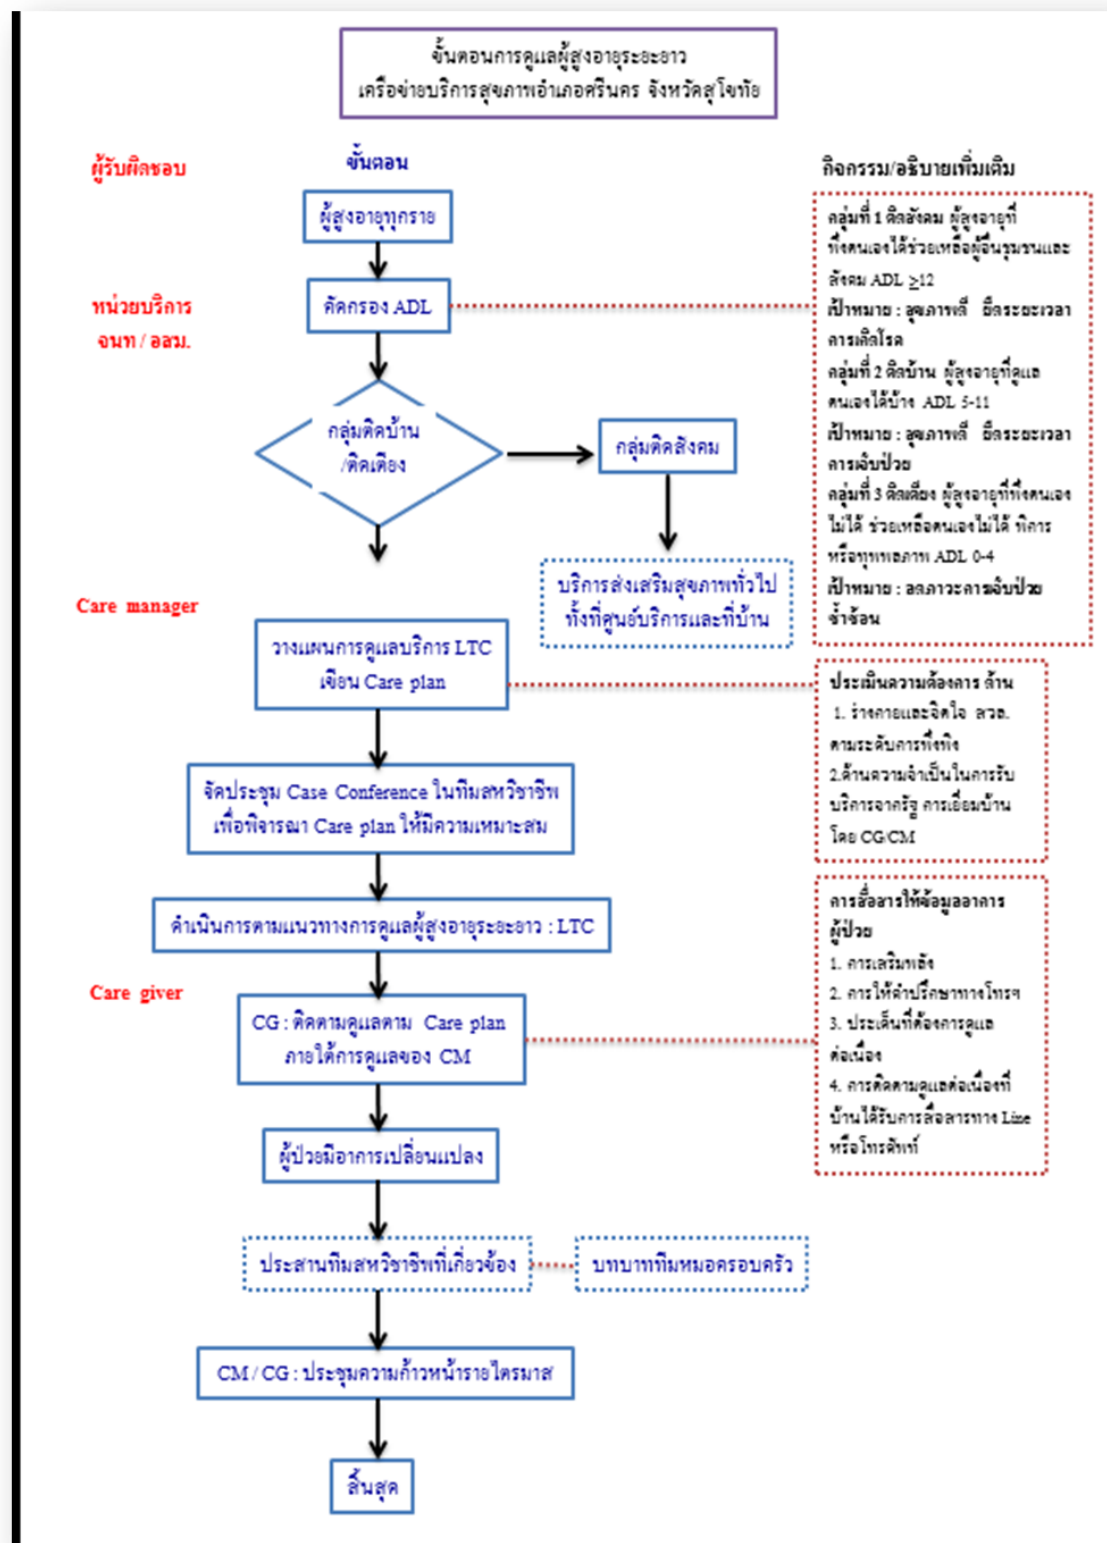 ขั้นตอนการดูแลผู้สูงอายุระยะยาว
เครือข่ายบริการสุขภาพอำเภอศรีนคร จังหวัดสุโขทัย
ผู้รับผิดชอบ
ขั้นตอน
กิจกรรม/อธิบายเพิ่มเติม
ผู้สูงอายุทุกราย
หน่วยบริการ
จนท / อสม.
คัดกรอง ADL
กลุ่มที่ 1 ติดสังคม ผู้สูงอายุที่
พึ่งตนเองได้ช่วยเหลือผู้อื่นชุมชนและ
สังคม ADL ≥12
เป้าหมาย : สุขภาพดี ยืดระยะเวลา
การเกิดโรค
กลุ่มที่ 2 ติดบ้าน ผู้สูงอายุที่ดูแล
ตนเองได้บ้าง ADL 5-11
เป้าหมาย : สุขภาพดี ยืดระยะเวลา
การเจ็บป่วย
กลุ่มที่ 3 ติดเตียง ผู้สูงอายุที่พึ่งตนเอง
ไม่ได้ ช่วยเหลือตนเองไม่ได้ พิการ
หรือทุพพลภาพ ADL 0-4
เป้าหมาย : ลดภาวะการเจ็บป่วย
ซ้ำซ้อน
กลุ่มติดบ้าน
/ติดเตียง
กลุ่มติดสังคม
บริการส่งเสริมสุขภาพทั่วไป
ทั้งที่ศูนย์บริการและที่บ้าน
Care manager
วางแผนการดูแลบริการ LTC
เขียน Care plan
ประเมินความต้องการ ด้าน
1. ร่างกายและจิตใจ สวล.
ตามระดับการพึ่งพิง
2.ด้านความจำเป็นในการรับ
บริการจากรัฐ การเยี่ยมบ้าน
โดย CG/CM
จัดประชุม Case Conference ในทีมสหวิชาชีพ
เพื่อพิจารณา Care plan ให้มีความเหมาะสม
ดำเนินการตามแนวทางการดูแลผู้สูงอายุระยะยาว : LTC
Care giver
CG : ติดตามดูแลตาม Care plan
ภายใต้การดูแลของ CM
การสื่อสารให้ข้อมูลอาการ
ผู้ป่วย
1. การเสริมพลัง
2. การให้คำปรึกษาทางโทรฯ
3. ประเด็นที่ต้องการดูแล
ต่อเนื่อง
4. การติดตามดูแลต่อเนื่องที่
บ้านได้รับการสื่อสารทาง Line
หรือโทรศัพท์
ผู้ป่วยมีอาการเปลี่ยนแปลง
ประสานทีมสหวิชาชีพที่เกี่ยวข้อง
บทบาททีมหมอครอบครัว
CM / CG : ประชุมความก้าวหน้ารายไตรมาส
สิ้นสุด